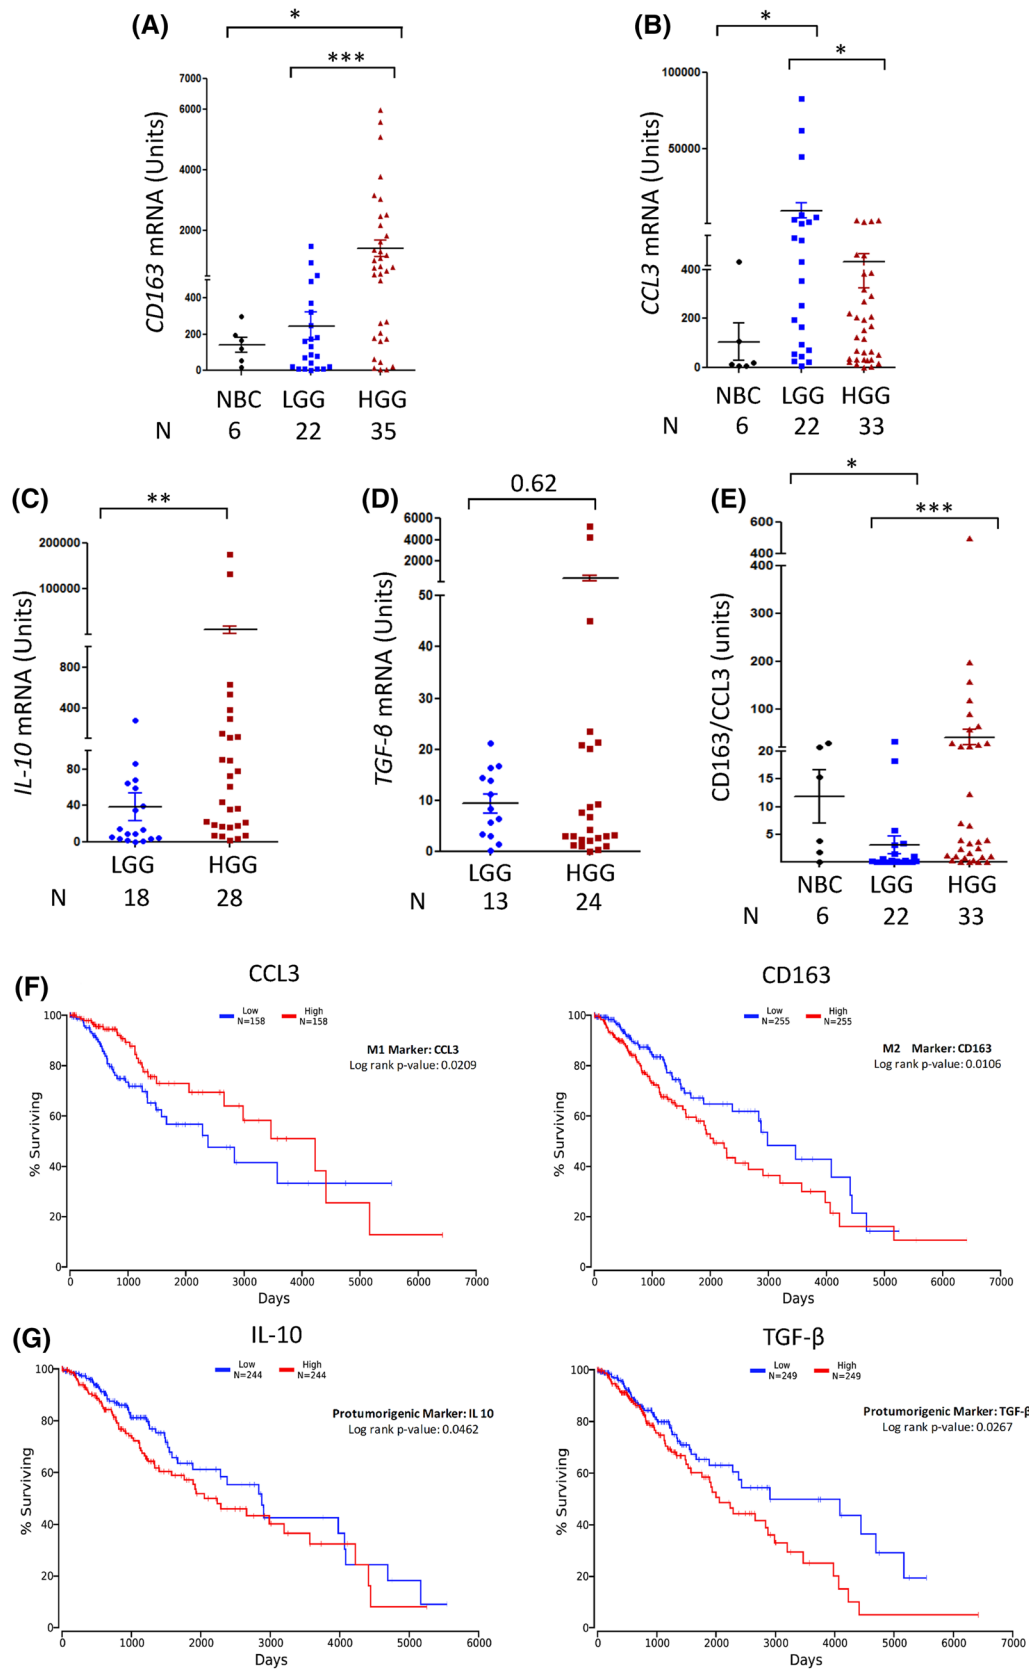 (A)
*
***
CD163 mRNA (Units)
7000
6000
4000
2000
400
200
0
NBC LGG HGG
N 6 22 35
(B)
*
*
CCL3 mRNA (Units)
100000
50000
400
200
0
NBC LGG HGG
N 6 22 33
(C)
**
IL-10 mRNA (Units)
200000
100000
800
400
80
40
0
LGG HGG
N 18 28
(D)
0.62
TGF-β mRNA (Units)
6000
4000
2000
50
40
30
20
10
0
LGG HGG
N 13 24
(E)
*
***
CD163/CCL3 (units)
600
400
400
300
200
100
20
15
10
5
NBC LGG HGG
N 6 22 33
(F)
CCL3
Low N=158
High N=158
M1 Marker: CCL3
Log rank p-value: 0.0209
% Surviving
100
80
60
40
20
0
0 1000 2000 3000 4000 5000 6000 7000
Days
CD163
Low N=255
High N=255
M2 Marker: CD163
Log rank p-value: 0.0106
% Surviving
100
80
60
40
20
0
0 1000 2000 3000 4000 5000 6000 7000
Days
(G)
IL-10
Low N=244
High N=244
Protumorigenic Marker: IL 10
Log rank p-value: 0.0462
% Surviving
100
80
60
40
20
0
0 1000 2000 3000 4000 5000 6000
Days
TGF-β
Low N=249
High N=249
Protumorigenic Marker: TGF-β
Log rank p-value: 0.0267
% Surviving
100
80
60
40
20
0
0 1000 2000 3000 4000 5000 6000 7000
Days